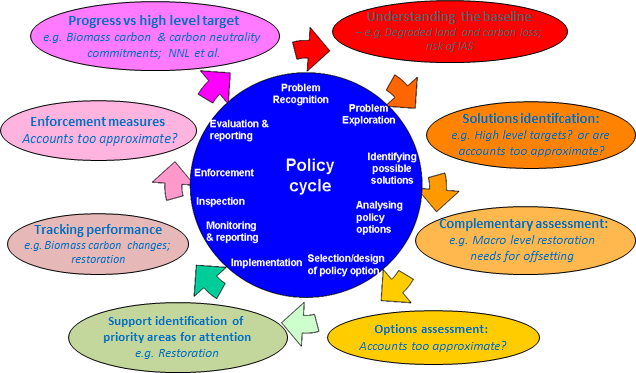 Progress vs high level target
e.g. Biomass carbon & carbon neutrality
commitments; NNL et al.
Understanding the baseline
– e.g. Degraded land and carbon loss;
risk of IAS
Enforcement measures
Accounts too approximate?
Solutions identifcation:
e.g. High level targets? or are
accounts too approximate?
Tracking performance
e.g. Biomass carbon changes;
restoration
Complementary assessment:
e.g. Macro level restoration
needs for offsetting
Support identification of
priority areas for attention
e.g. Restoration
Options assessment:
Accounts too approximate?
Policy
cycle
Problem
Recognition
Problem
Exploration
Identifying
possible
solutions
Analysing
policy
options
Selection/design
of policy option
Implementation
Monitoring
& reporting
Inspection
Enforcement
Evaluation &
reporting